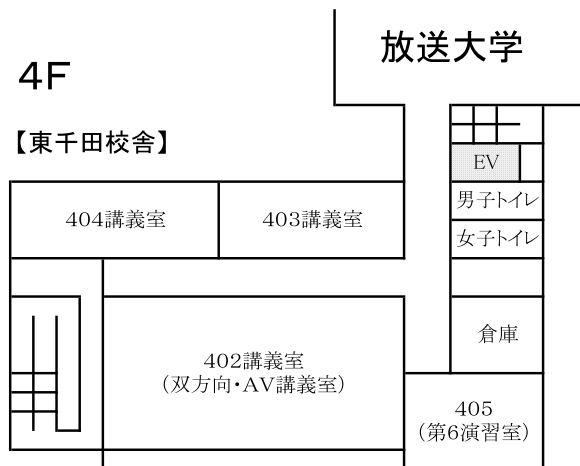 放送大学
4F
【東千田校舎】
EV
男子トイレ
404講義室
403講義室
女子トイレ
倉庫
402講義室
(双方向・AV講義室)
405
(第6演習室)